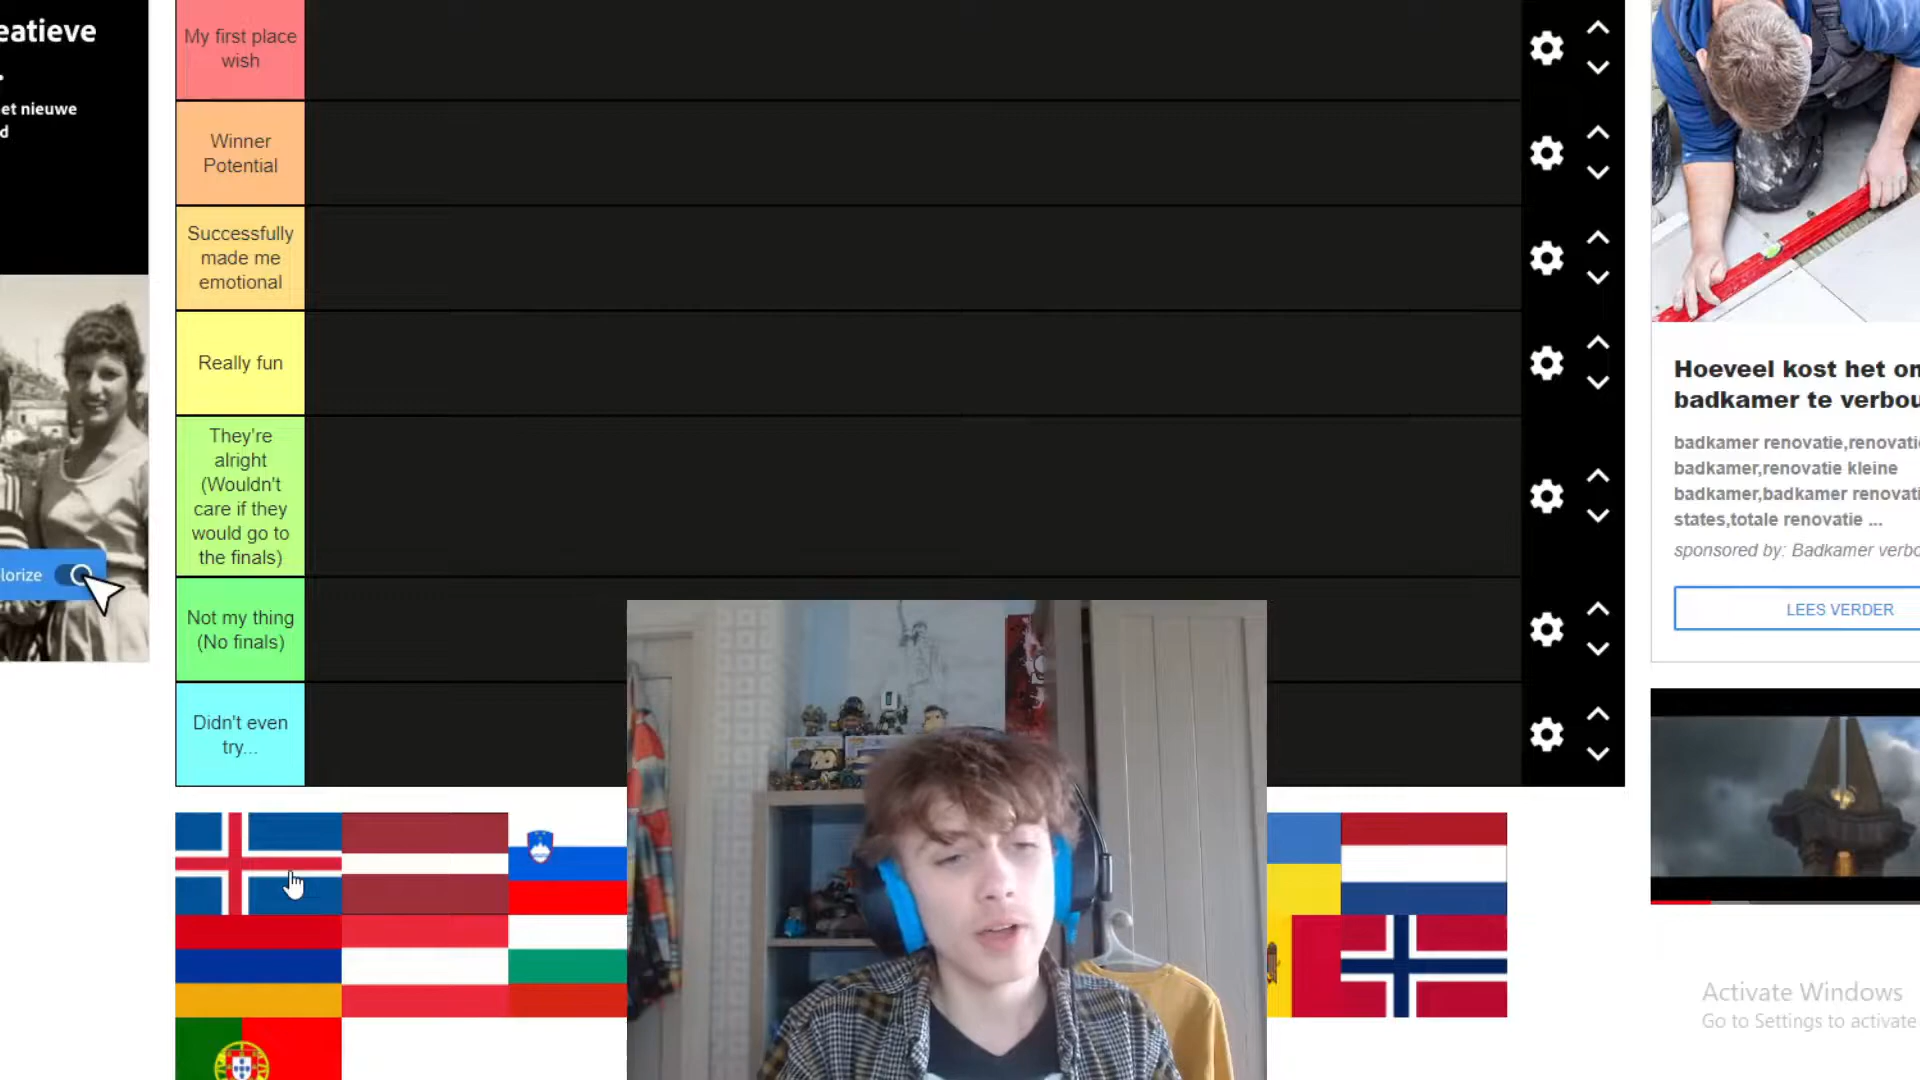 eatieve
et nieuwe
d
lorize
My first place
wish
Winner
Potential
Successfully
made me
emotional
Really fun
They're
alright
(Wouldn't
care if they
would go to
the finals)
Not my thing
(No finals)
Didn't even
try...
Hoeveel kost het on
badkamer te verbou
badkamer renovatie,renovatie
badkamer,renovatie kleine
badkamer,badkamer renovati
states,totale renovatie ...
sponsored by: Badkamer verbo
LEES VERDER
Activate Windows
Go to Settings to activate